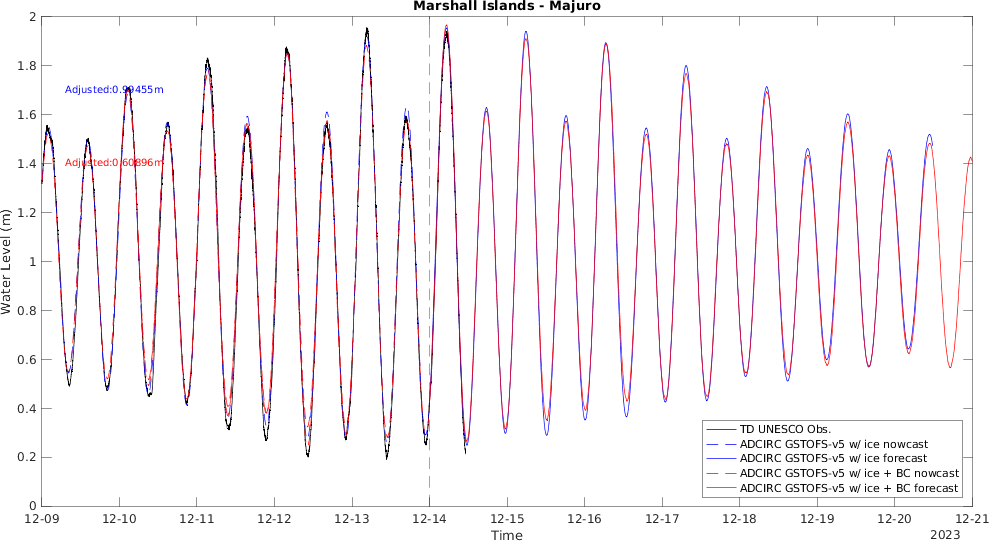 Marshall Islands - Majuro
Water Level (m)
2
1.8
1.6
1.4
1.2
1
0.8
0.6
0.4
0.2
0
Adjusted:0.99455m
Adjusted:0.60896m
TD UNESCO Obs.
ADCIRC GSTOFS-v5 w/ ice nowcast
ADCIRC GSTOFS-v5 w/ ice forecast
ADCIRC GSTOFS-v5 w/ ice + BC nowcast
ADCIRC GSTOFS-v5 w/ ice + BC forecast
12-09 12-10 12-11 12-12 12-13 12-14 12-15 12-16 12-17 12-18 12-19 12-20 12-21
Time
2023